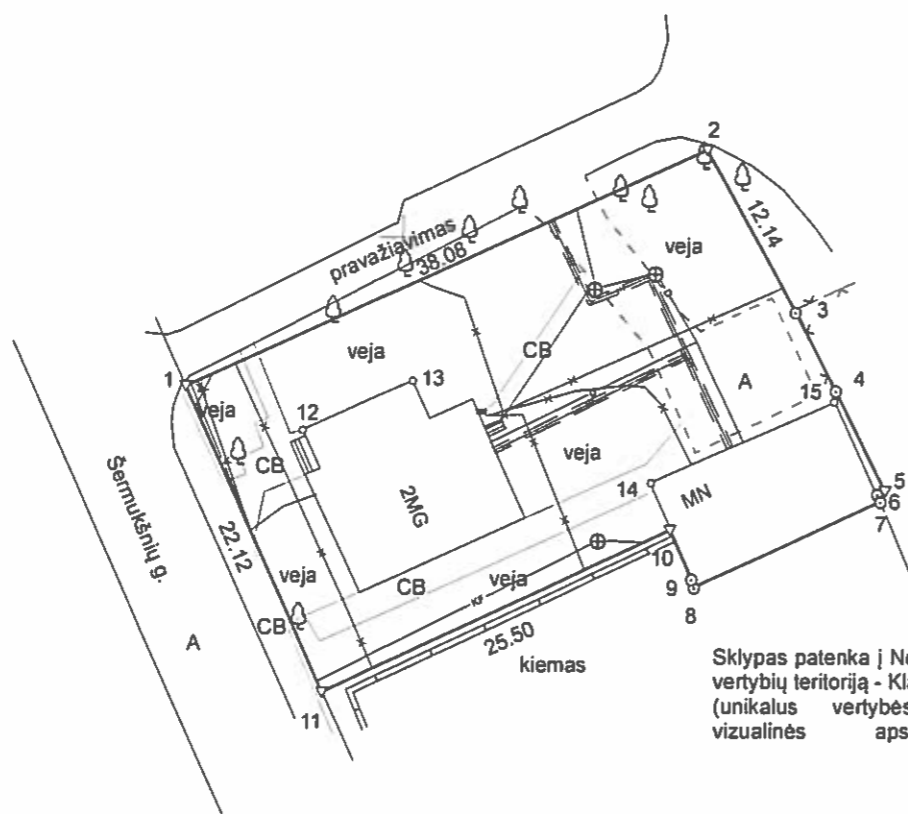 2
12.14
pravažiavimas
38.08
veja
3
CB
veja
1
veja
13
A
15
4
12
CB
veja
2MG
14
MN
5
6
7
Šermukšnių g.
22.12
veja
CB
veja
10
9
8
CB
A
25.50
kiemas
11
Sklypas patenka į
vertybių teritoriją -
(unikalus
vizualinės